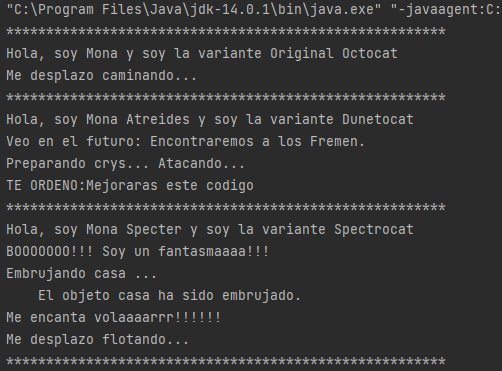 "C:\Program Files\Java\jdk-14.0.1\bin\java.exe" "-javaagent:C:
*******************************************************
Hola, soy Mona y soy la variante Original Octocat
Me desplazo caminando...
*******************************************************
Hola, soy Mona Atreides y soy la variante Dunetocat
Veo en el futuro: Encontraremos a los Fremen.
Preparando crys... Atacando...
TE ORDENO:Mejoraras este codigo
*******************************************************
Hola, soy Mona Specter y soy la variante Spectrocat
BOOOOOOO!!! Soy un fantasmaaaa!!!
Embrujando casa ...
    El objeto casa ha sido embrujado.
Me encanta volaaaarrr!!!!!!
Me desplazo flotando...
*******************************************************